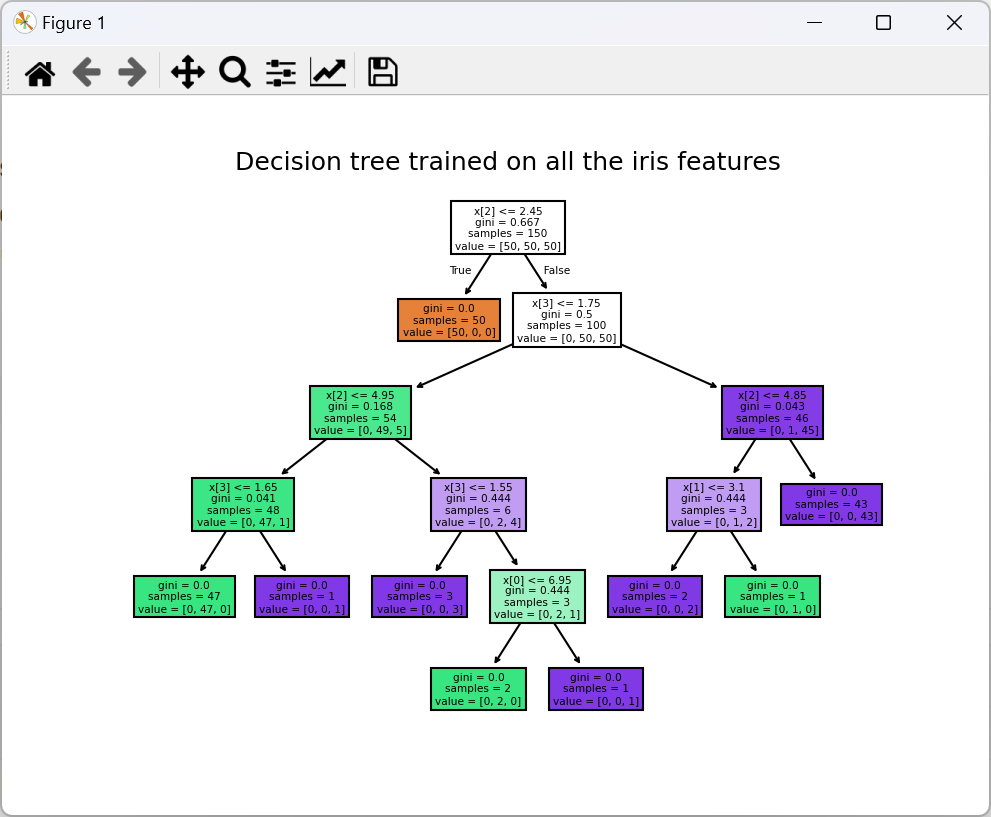 Figure 1
Decision tree trained on all the iris features
x[2] <= 2.45
gini = 0.667
samples = 150
value = [50, 50, 50]
True
False
gini = 0.0
samples = 50
value = [50, 0, 0]
x[3] <= 1.75
gini = 0.5
samples = 100
value = [0, 50, 50]
x[2] <= 4.95
gini = 0.168
samples = 54
value = [0, 49, 5]
x[2] <= 4.85
gini = 0.043
samples = 46
value = [0, 1, 45]
x[3] <= 1.65
gini = 0.041
samples = 48
value = [0, 47, 1]
x[3] <= 1.55
gini = 0.444
samples = 6
value = [0, 2, 4]
x[1] <= 3.1
gini = 0.444
samples = 3
value = [0, 1, 2]
gini = 0.0
samples = 43
value = [0, 0, 43]
gini = 0.0
samples = 47
value = [0, 47, 0]
gini = 0.0
samples = 1
value = [0, 0, 1]
gini = 0.0
samples = 3
value = [0, 0, 3]
x[0] <= 6.95
gini = 0.444
samples = 3
value = [0, 2, 1]
gini = 0.0
samples = 2
value = [0, 0, 2]
gini = 0.0
samples = 1
value = [0, 1, 0]
gini = 0.0
samples = 2
value = [0, 2, 0]
gini = 0.0
samples = 1
value = [0, 0, 1]